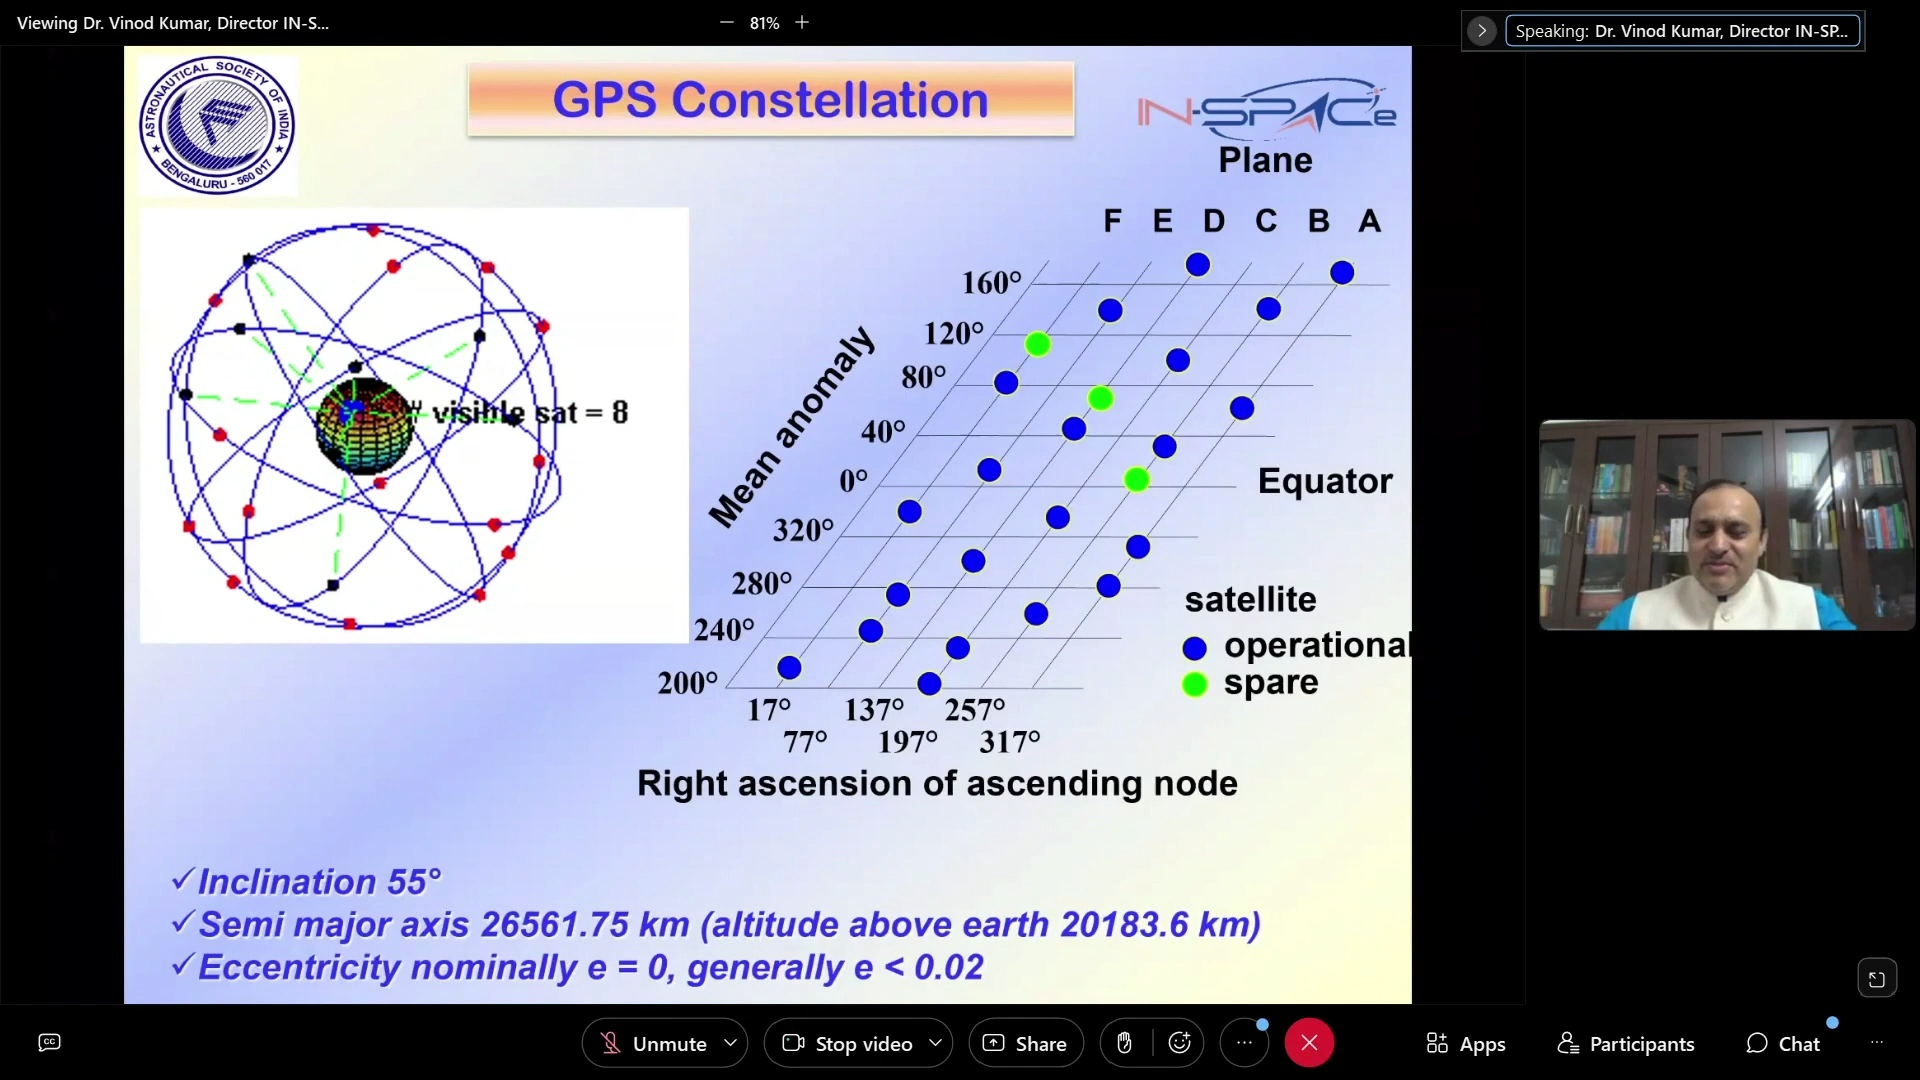 Viewing Dr. Vinod Kumar, Director IN-S...
81%
Speaking: Dr. Vinod Kumar, Director IN-SP...
ASTRONAUTICAL SOCIETY OF INDIA
BENGALURU - 560 017
GPS Constellation
IN-SPACe
Plane
F E D C B A
160°
120°
80°
40°
0°
320°
280°
240°
200°
Mean anomaly
# visible sat = 8
Equator
satellite
operational
spare
17° 137° 257°
77° 197° 317°
Right ascension of ascending node
✓Inclination 55°
✓Semi major axis 26561.75 km (altitude above earth 20183.6 km)
✓Eccentricity nominally e = 0, generally e < 0.02
CC
Unmute
Stop video
Share
Apps
Participants
Chat